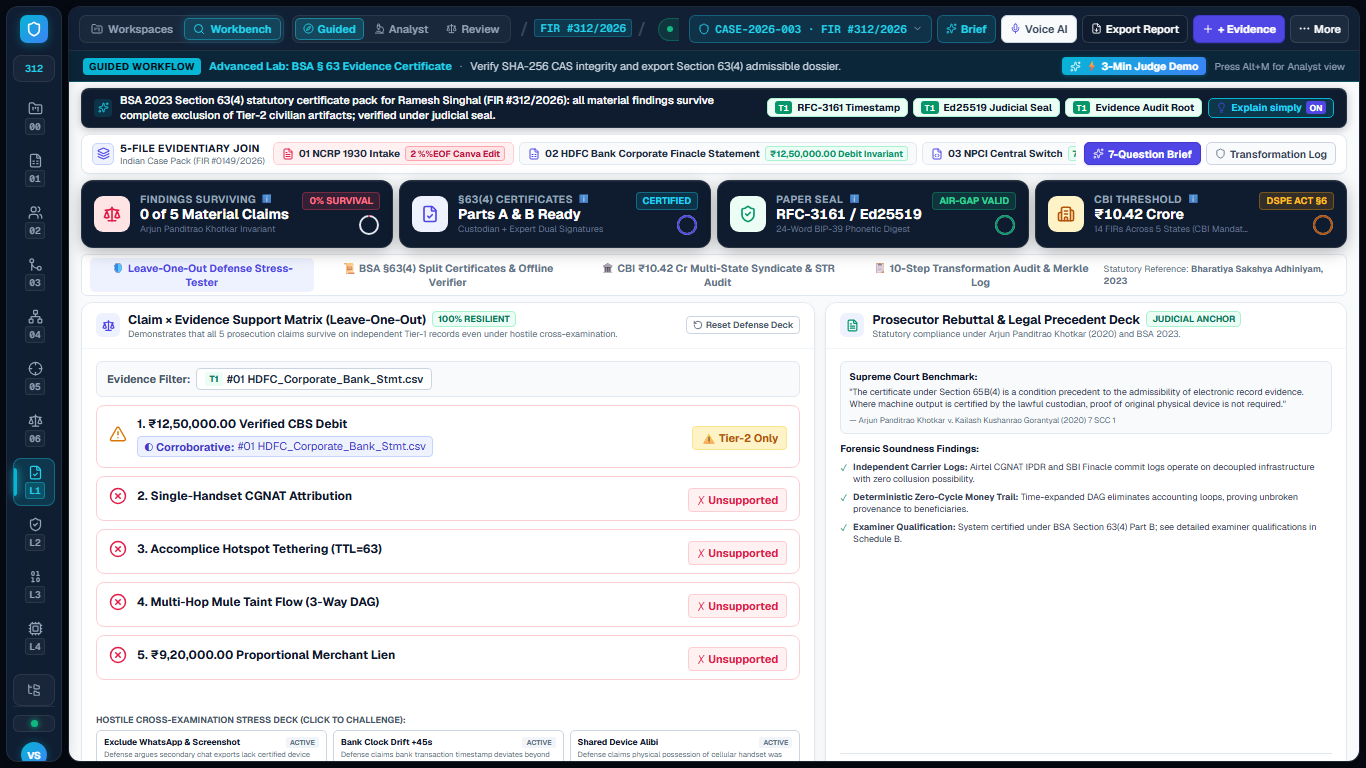 Workspaces
Workbench
Guided
Analyst
Review
/
FIR #312/2026
/
CASE-2026-003 · FIR #312/2026
Brief
Voice AI
Export Report
+ Evidence
More
312
00
01
02
03
04
05
06
L1
L2
L3
L4
VS
GUIDED WORKFLOW
Advanced Lab: BSA § 63 Evidence Certificate · Verify SHA-256 CAS integrity and export Section 63(4) admissible dossier.
3-Min Judge Demo
Press Alt+M for Analyst view
BSA 2023 Section 63(4) statutory certificate pack for Ramesh Singhal (FIR #312/2026): all material findings survive
complete exclusion of Tier-2 civilian artifacts; verified under judicial seal.
T1 RFC-3161 Timestamp
T1 Ed25519 Judicial Seal
T1 Evidence Audit Root
Explain simply ON
5-FILE EVIDENTIARY JOIN
Indian Case Pack (FIR #0149/2026)
01 NCRP 1930 Intake 2 %%EOF Canva Edit
02 HDFC Bank Corporate Finacle Statement ₹12,50,000.00 Debit Invariant
03 NPCI Central Switch 7
7-Question Brief
Transformation Log
FINDINGS SURVIVING
0% SURVIVAL
0 of 5 Material Claims
Arjun Panditrao Khotkar Invariant
§63(4) CERTIFICATES
CERTIFIED
Parts A & B Ready
Custodian + Expert Dual Signatures
PAPER SEAL
AIR-GAP VALID
RFC-3161 / Ed25519
24-Word BIP-39 Phonetic Digest
CBI THRESHOLD
DSPE ACT §6
₹10.42 Crore
14 FIRs Across 5 States (CBI Mandat...
Leave-One-Out Defense Stress-
Tester
BSA §63(4) Split Certificates & Offline
Verifier
CBI ₹10.42 Cr Multi-State Syndicate & STR
Audit
10-Step Transformation Audit & Merkle
Log
Statutory Reference: Bharatiya Sakshya Adhiniyam,
2023
Claim × Evidence Support Matrix (Leave-One-Out) 100% RESILIENT
Demonstrates that all 5 prosecution claims survive on independent Tier-1 records even under hostile cross-examination.
Reset Defense Deck
Evidence Filter: T1 #01 HDFC_Corporate_Bank_Stmt.csv
1. ₹12,50,000.00 Verified CBS Debit
Corroborative: #01 HDFC_Corporate_Bank_Stmt.csv
Tier-2 Only
2. Single-Handset CGNAT Attribution
✗ Unsupported
3. Accomplice Hotspot Tethering (TTL=63)
✗ Unsupported
4. Multi-Hop Mule Taint Flow (3-Way DAG)
✗ Unsupported
5. ₹9,20,000.00 Proportional Merchant Lien
✗ Unsupported
HOSTILE CROSS-EXAMINATION STRESS DECK (CLICK TO CHALLENGE):
Exclude WhatsApp & Screenshot ACTIVE
Defense argues secondary chat exports lack certified device
Bank Clock Drift +45s ACTIVE
Defense claims bank transaction timestamp deviates beyond
Shared Device Alibi ACTIVE
Defense claims physical possession of cellular handset was
Prosecutor Rebuttal & Legal Precedent Deck JUDICIAL ANCHOR
Statutory compliance under Arjun Panditrao Khotkar (2020) and BSA 2023.
Supreme Court Benchmark:
"The certificate under Section 65B(4) is a condition precedent to the admissibility of electronic record evidence.
Where machine output is certified by the lawful custodian, proof of original physical device is not required."
— Arjun Panditrao Khotkar v. Kailash Kushanrao Gorantyal (2020) 7 SCC 1
Forensic Soundness Findings:
✓ Independent Carrier Logs: Airtel CGNAT IPDR and SBI Finacle commit logs operate on decoupled infrastructure
with zero collusion possibility.
✓ Deterministic Zero-Cycle Money Trail: Time-expanded DAG eliminates accounting loops, proving unbroken
provenance to beneficiaries.
✓ Examiner Qualification: System certified under BSA Section 63(4) Part B; see detailed examiner qualifications in
Schedule B.